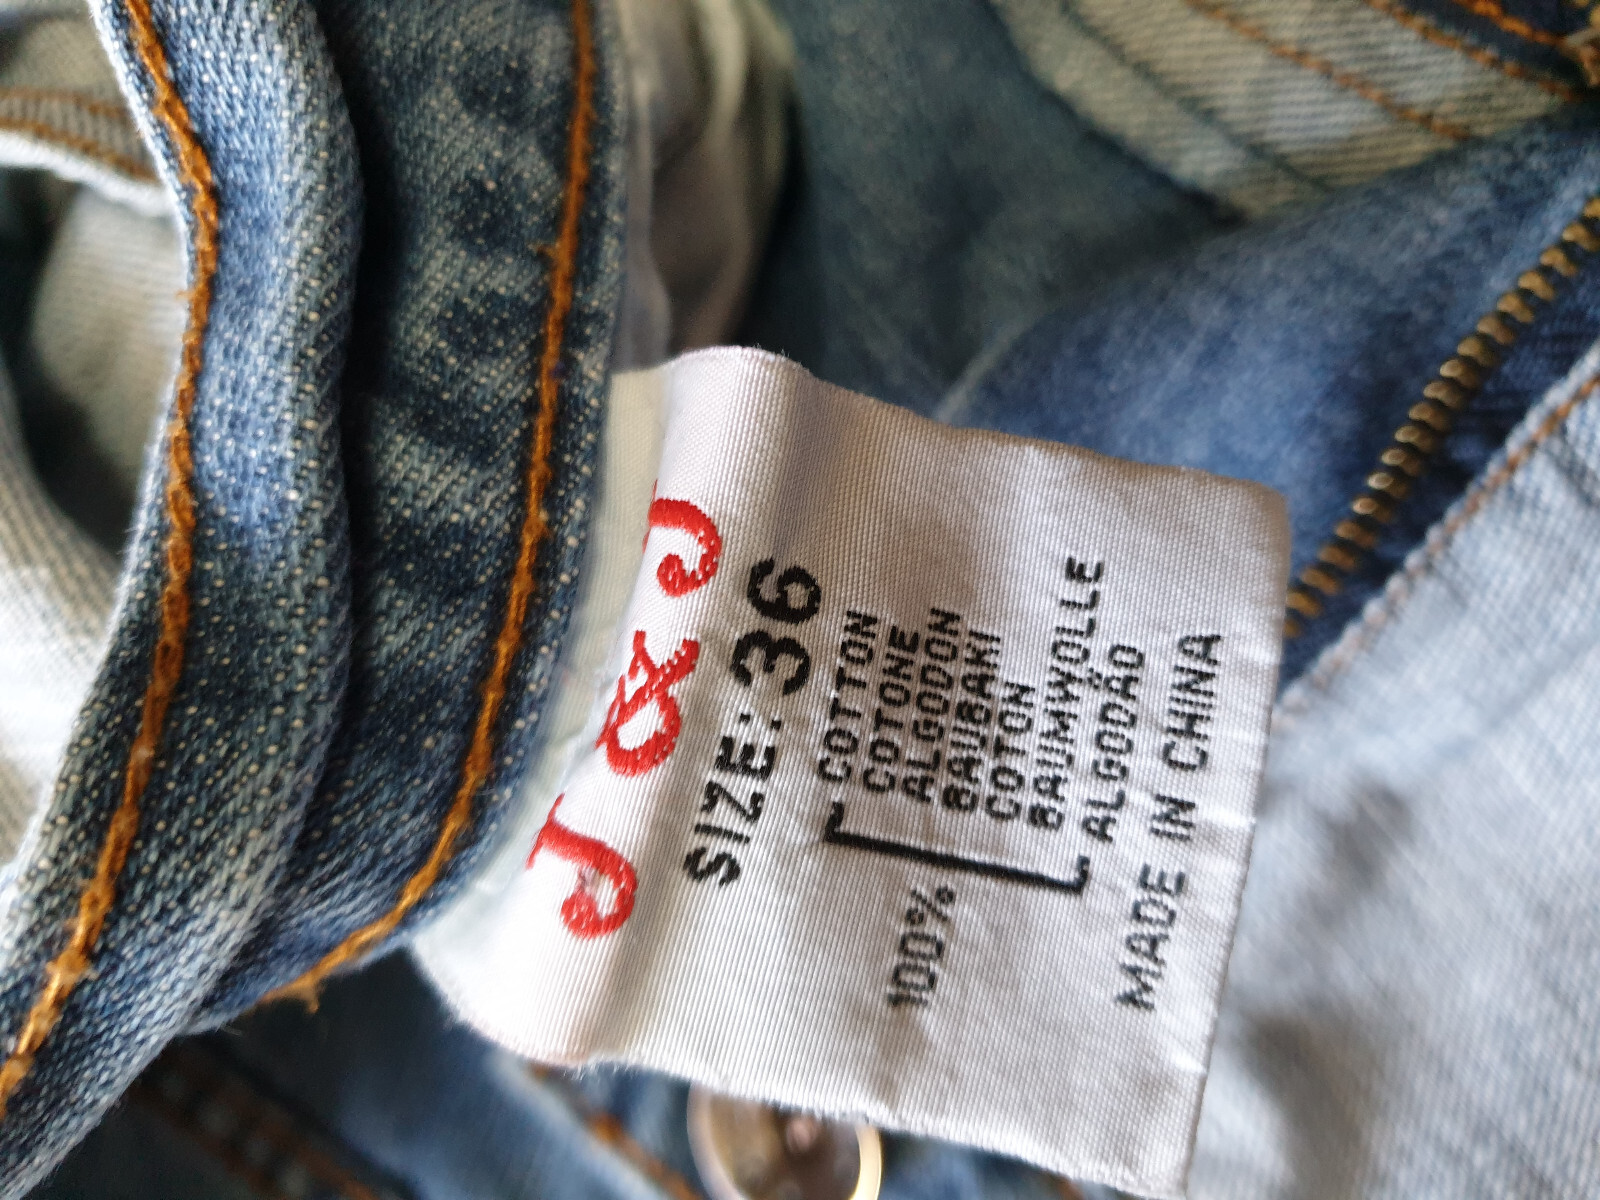 J & J
SIZE: 36
100%
COTTON
COTONE
ALGODON
BAUBAKI
COTON
BAUMWOLLE
ALGODÃO
MADE IN CHINA